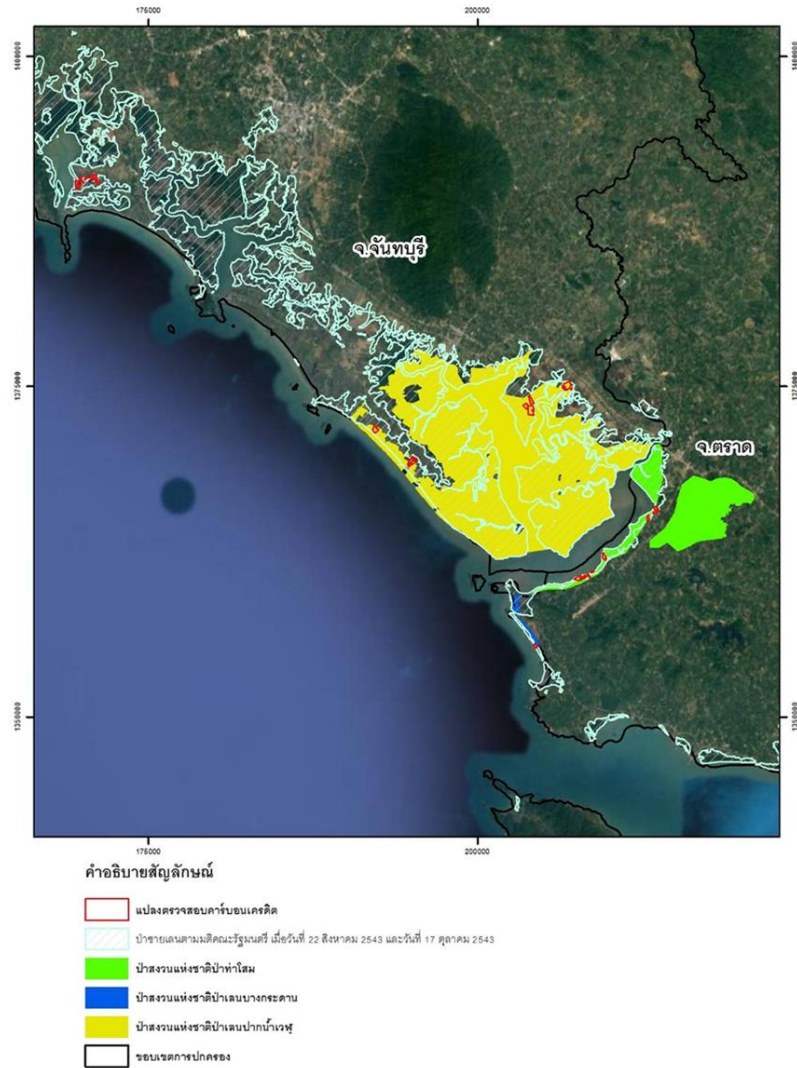 176000 200000
1400000 1400000
จ.จันทบุรี
1375000 1375000
จ.ตราด
1350000 1350000
176000 200000
คำอธิบายสัญลักษณ์
แปลงตรวจสอบคาร์บอนเครดิต
ป่าชายเลนตามมติคณะรัฐมนตรี เมื่อวันที่ 22 สิงหาคม 2543 และวันที่ 17 ตุลาคม 2543
ป่าสงวนแห่งชาติป่าท่าโสม
ป่าสงวนแห่งชาติป่าเลนบางกระดาน
ป่าสงวนแห่งชาติป่าเลนปากน้ำเวฬุ
ขอบเขตการปกครอง